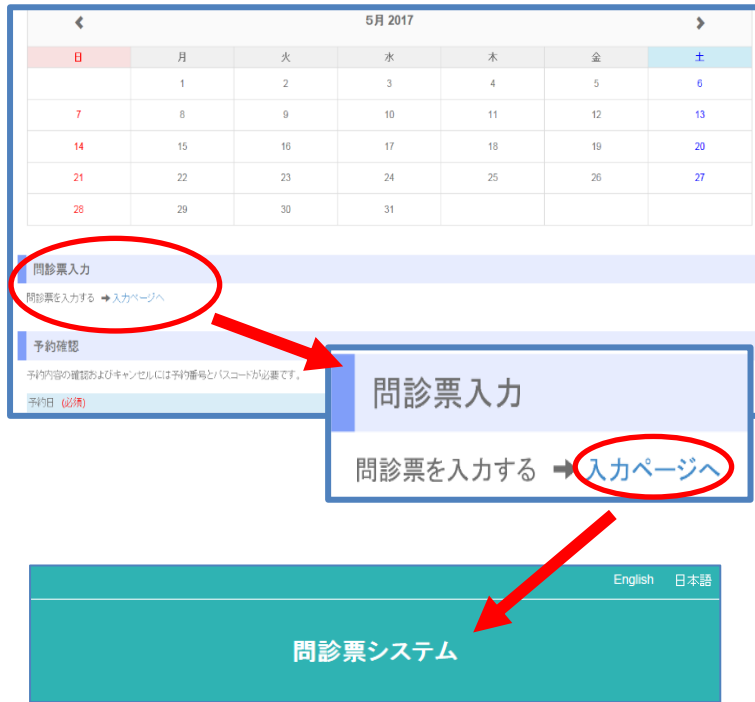 5月 2017
日 月 火 水 木 金 土
1 2 3 4 5 6
7 8 9 10 11 12 13
14 15 16 17 18 19 20
21 22 23 24 25 26 27
28 29 30 31
問診票入力
問診票を入力する ➡ 入力ページへ
予約確認
予約内容の確認およびキャンセルには予約番号とパスコードが必要です。
予約日 (必須)
問診票入力
問診票を入力する ➡ 入力ページへ
English 日本語
問診票システム